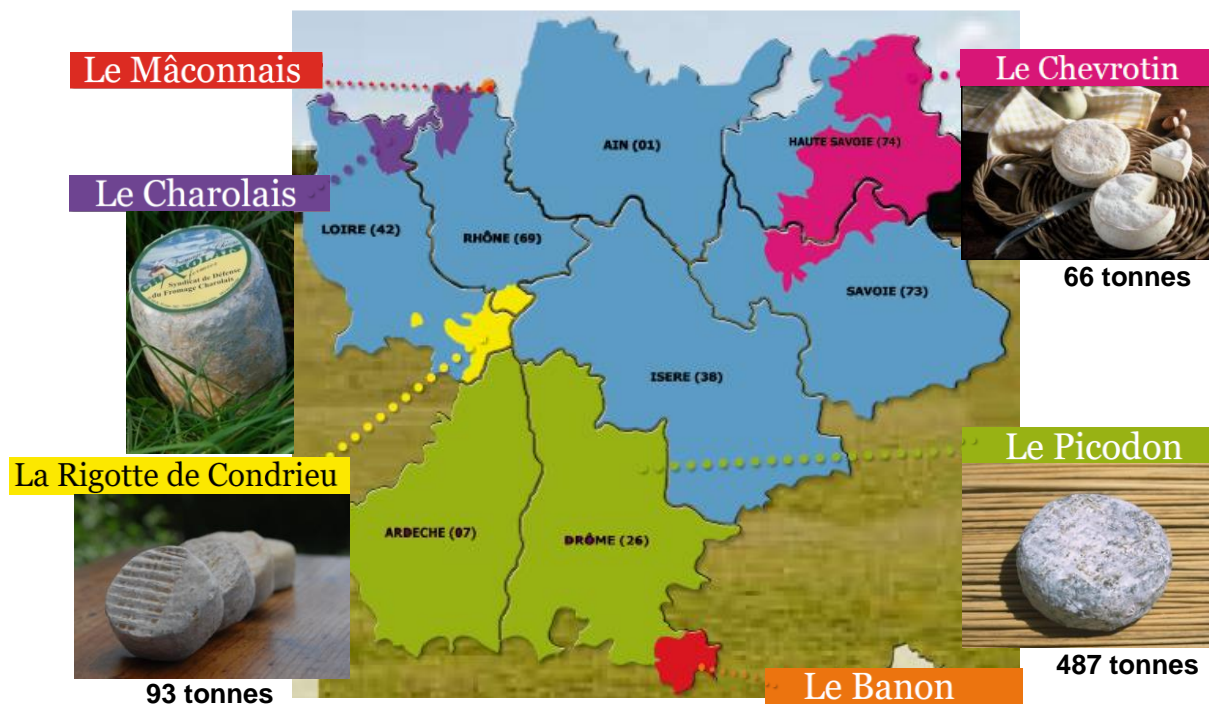 Le Mâconnais
Le Chevrotin
AIN (01)
HAUTE SAVOIE (74)
Le Charolais
LOIRE (42)
RHÔNE (69)
CHAROLAIS
fermier
Syndicat de Défense
du Fromage Charolais
66 tonnes
SAVOIE (73)
ISERE (38)
Le Picodon
La Rigotte de Condrieu
ARDECHE (07)
DRÔME (26)
487 tonnes
Le Banon
93 tonnes